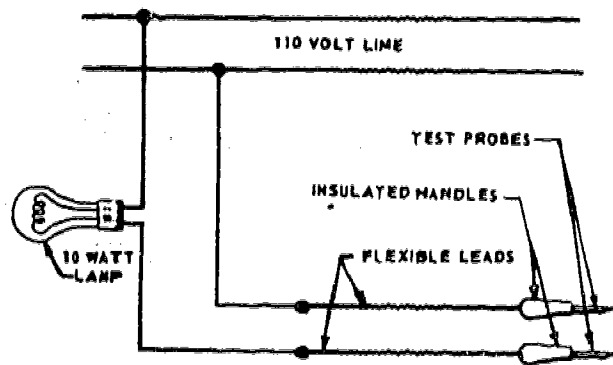 110 VOLT LINE
TEST PROBES
INSULATED HANDLES
10 WATT
LAMP
FLEXIBLE LEADS